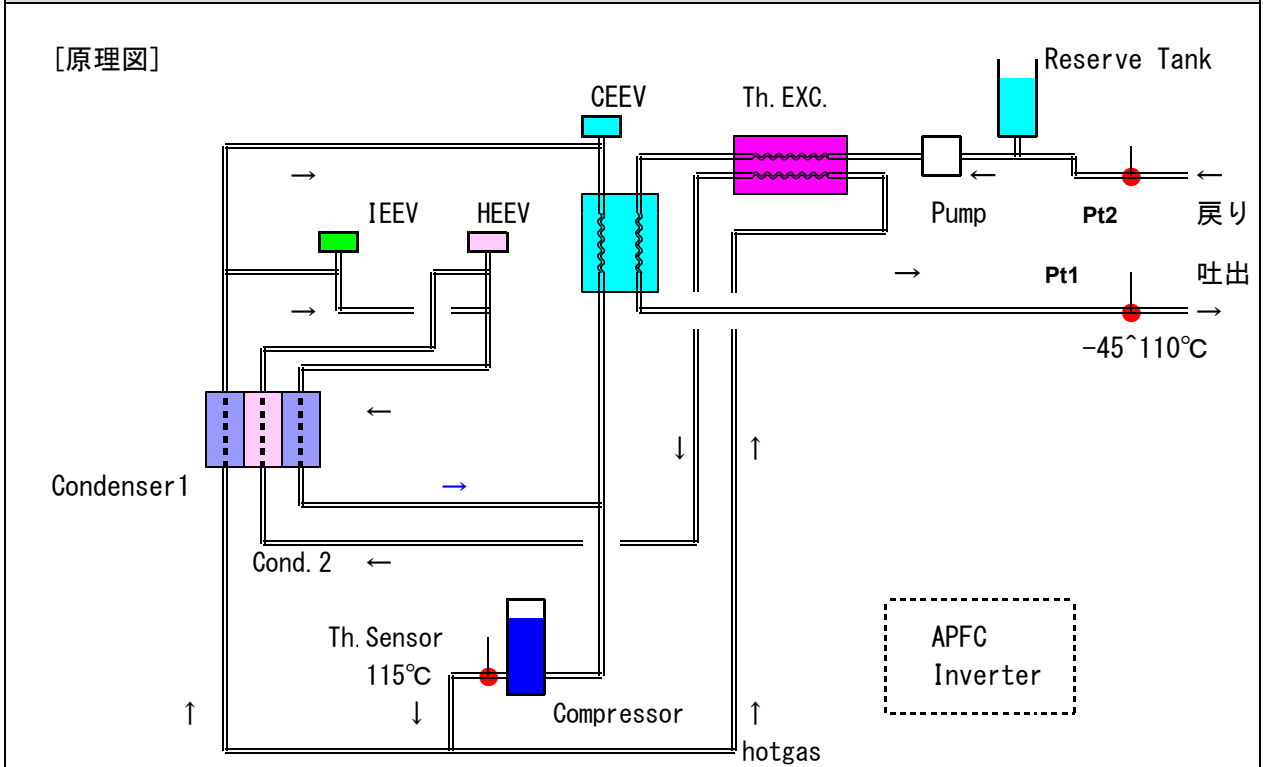 [原理図]
Reserve Tank
CEEV
Th. EXC.
→
←
←
IEEV
HEEV
Pump
Pt2
戻り
→
Pt1
吐出
→
→
-45^110℃
←
↓
↑
Condenser1
→
Cond. 2
←
Th. Sensor
115℃
APFC
Inverter
↑
↓
Compressor
↑
hotgas